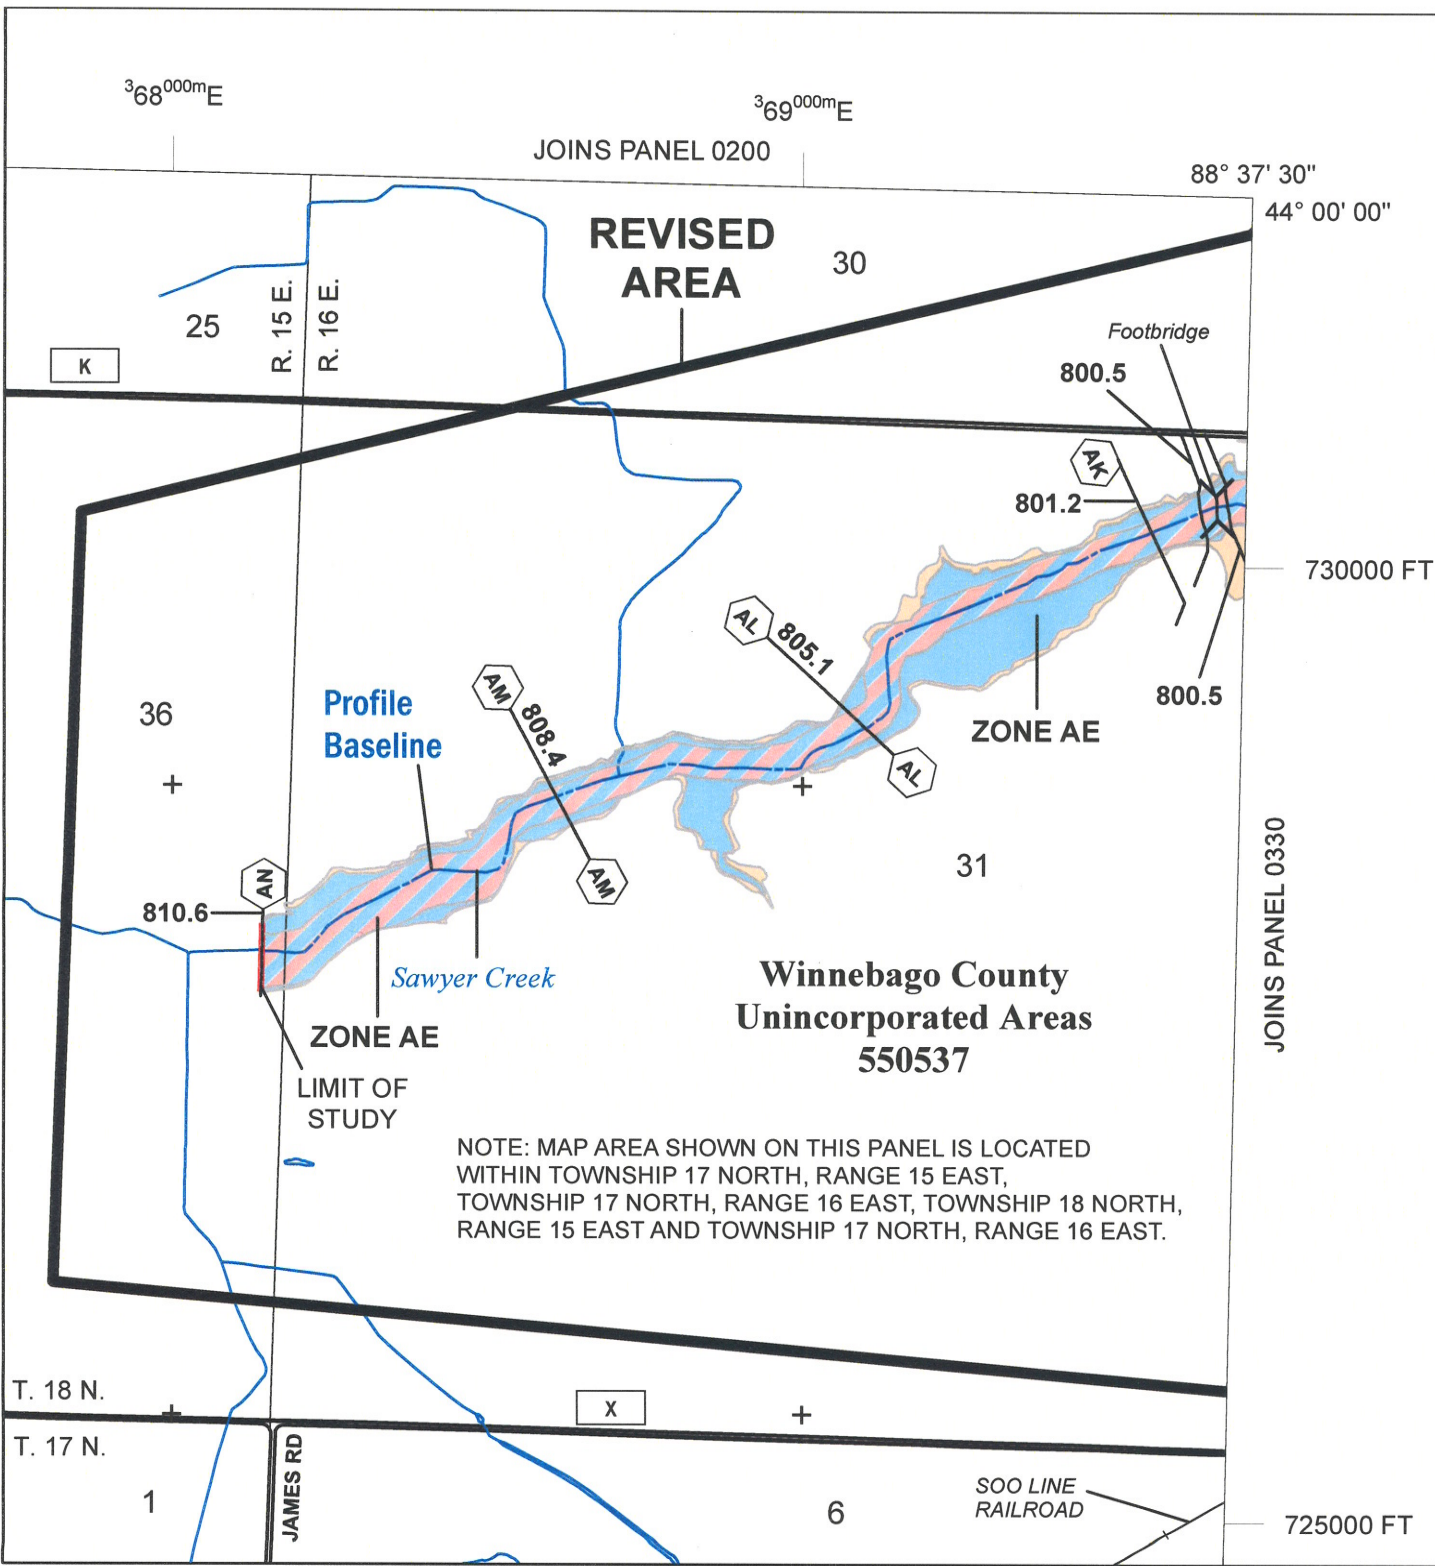 368000mE
369000mE
JOINS PANEL 0200
88° 37' 30"
44° 00' 00"
REVISED
AREA
30
25
R. 15 E.
R. 16 E.
K
Footbridge
800.5
AK
801.2
730000 FT
AL
805.1
800.5
36
Profile
Baseline
AM
808.4
ZONE AE
AL
AM
31
AN
810.6
Sawyer Creek
ZONE AE
LIMIT OF
STUDY
Winnebago County
Unincorporated Areas
550537
JOINS PANEL 0330
NOTE: MAP AREA SHOWN ON THIS PANEL IS LOCATED
WITHIN TOWNSHIP 17 NORTH, RANGE 15 EAST,
TOWNSHIP 17 NORTH, RANGE 16 EAST, TOWNSHIP 18 NORTH,
RANGE 15 EAST AND TOWNSHIP 17 NORTH, RANGE 16 EAST.
T. 18 N.
X
T. 17 N.
JAMES RD
1
6
SOO LINE
RAILROAD
725000 FT